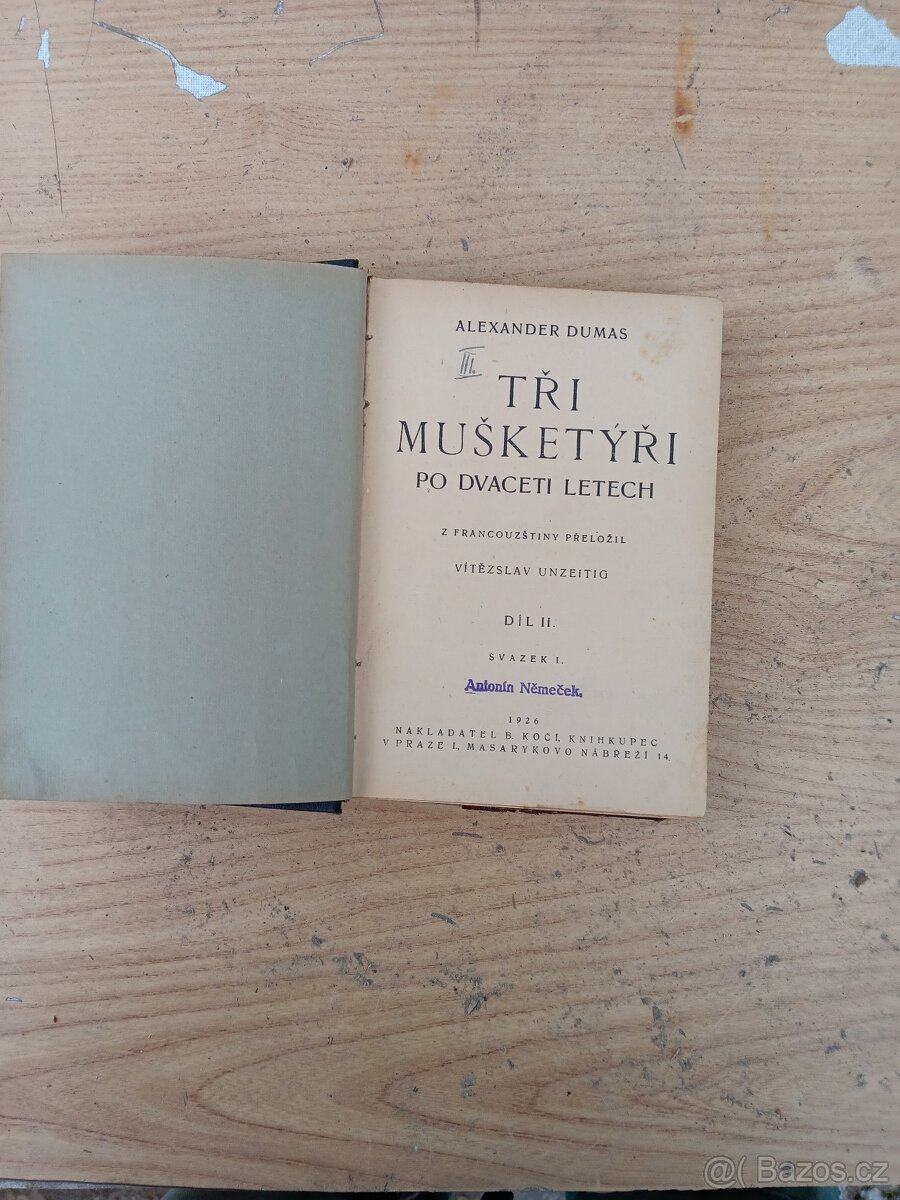 ALEXANDER DUMAS
III.
TŘI
MUŠKETÝŘI
PO DVACETI LETECH
Z FRANCOUZŠTINY PŘELOŽIL
VÍTĚZSLAV UNZEITIG
DÍL II.
SVAZEK I.
Antonín Němeček.
1926
NAKLADATEL B. KOČÍ, KNIHKUPEC
V PRAZE I., MASARYKOVO NÁBŘEŽÍ 14.
@( Bazos.cz